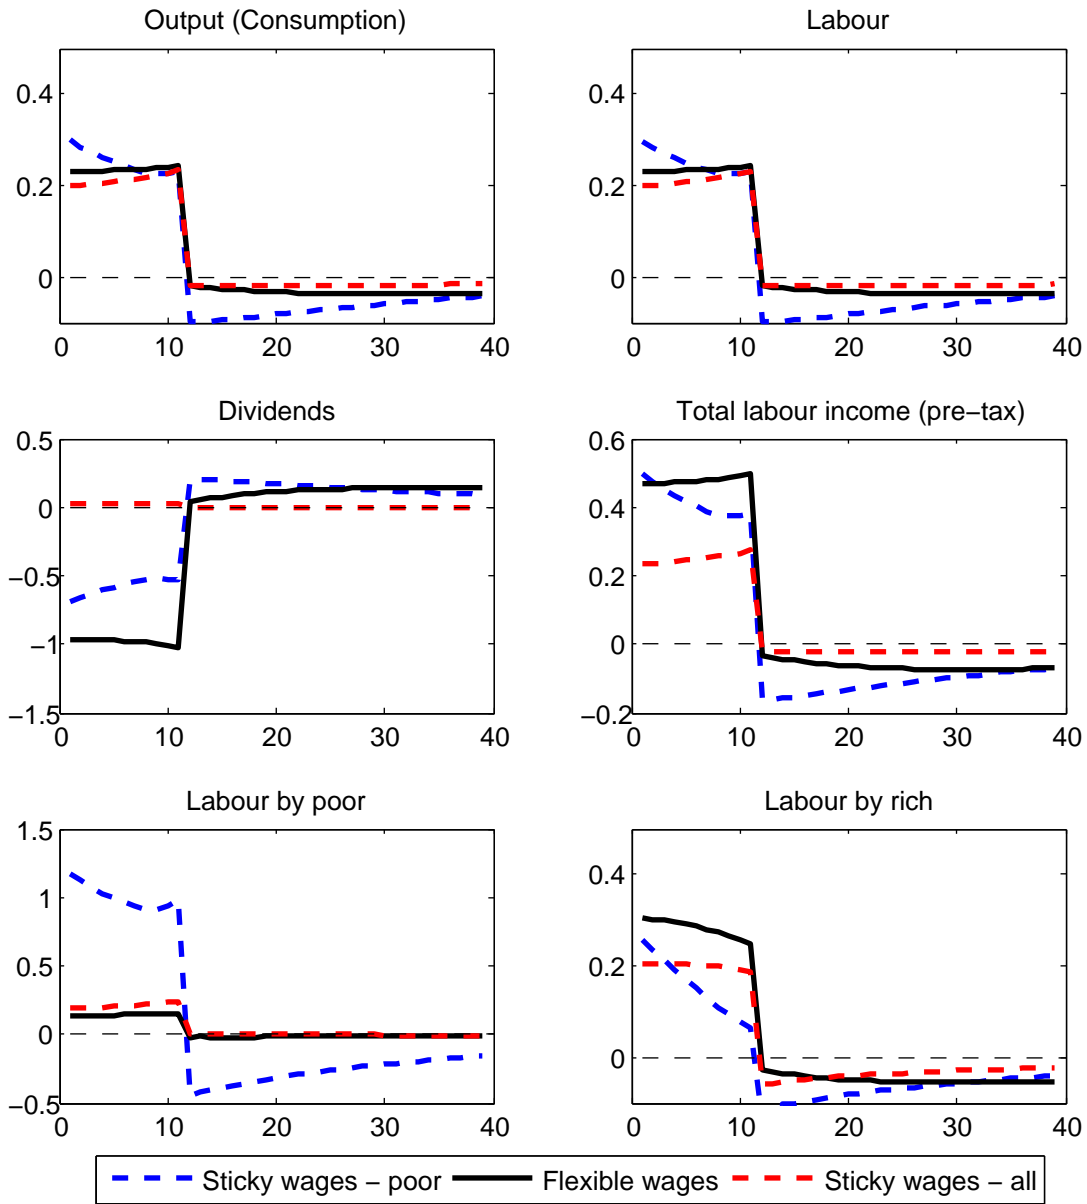 Output (Consumption)
0.4
0.2
0
0 10 20 30 40
Labour
0.4
0.2
0
0 10 20 30 40
Dividends
0.5
0
−0.5
−1
−1.5
0 10 20 30 40
Total labour income (pre−tax)
0.6
0.4
0.2
0
−0.2
0 10 20 30 40
Labour by poor
1.5
1
0.5
0
−0.5
0 10 20 30 40
Labour by rich
0.4
0.2
0
0 10 20 30 40
Sticky wages − poor Flexible wages Sticky wages − all